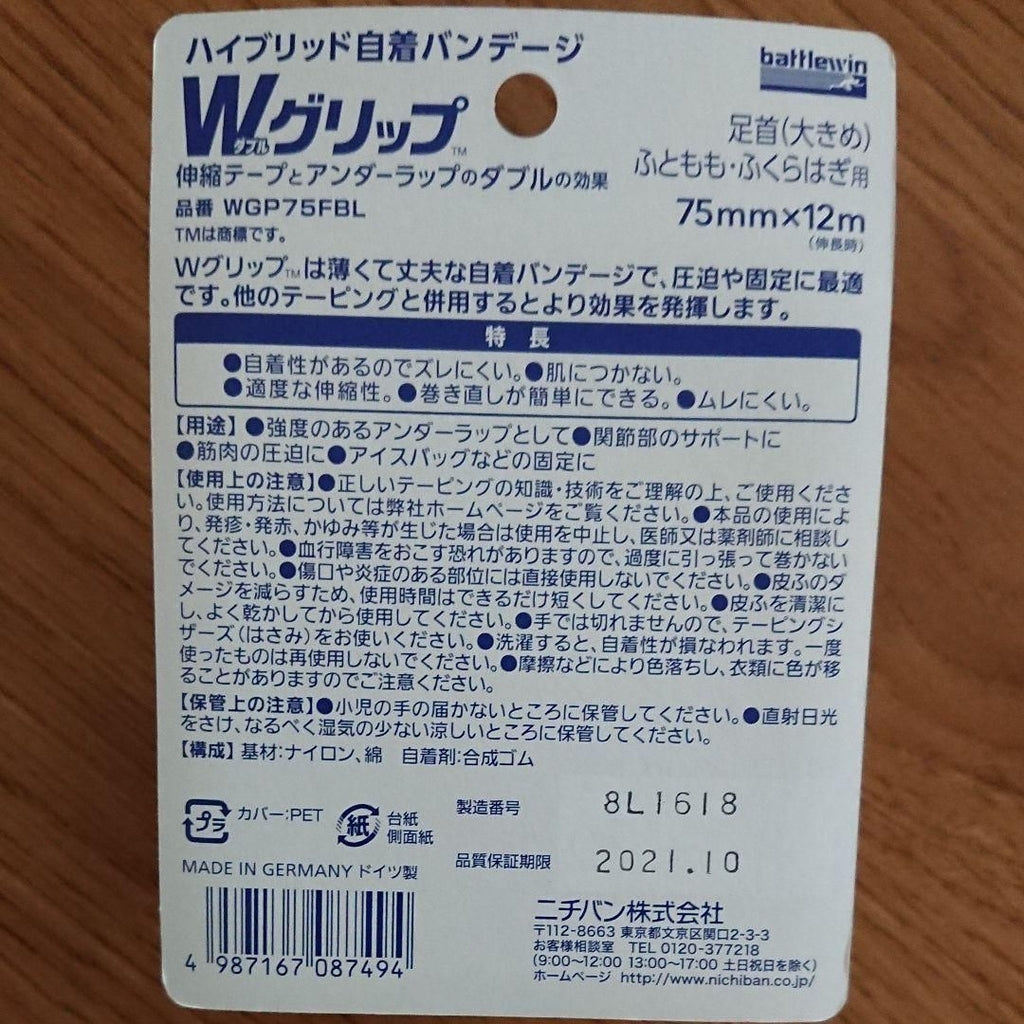 ハイブリッド自着バンデージ
battlewin
Wグリップ™
ダブル
足首(大きめ)
ふともも・ふくらはぎ用
伸縮テープとアンダーラップのダブルの効果
品番 WGP75FBL
75mm×12m
(伸長時)
TMは商標です。
Wグリップ™は薄くて丈夫な自着バンデージで、圧迫や固定に最適
です。他のテーピングと併用するとより効果を発揮します。
特 長
●自着性があるのでズレにくい。●肌につかない。
●適度な伸縮性。●巻き直しが簡単にできる。●ムレにくい。
【用途】●強度のあるアンダーラップとして●関節部のサポートに
●筋肉の圧迫に●アイスバッグなどの固定に
【使用上の注意】●正しいテーピングの知識・技術をご理解の上、ご使用くださ
い。使用方法については弊社ホームページをご覧ください。●本品の使用によ
り、発疹・発赤、かゆみ等が生じた場合は使用を中止し、医師又は薬剤師に相談し
てください。●血行障害をおこす恐れがありますので、過度に引っ張って巻かない
でください。●傷口や炎症のある部位には直接使用しないでください。●皮ふのダ
メージを減らすため、使用時間はできるだけ短くしてください。●皮ふを清潔に
し、よく乾かしてから使用してください。●手では切れませんので、テーピングシ
ザーズ(はさみ)をお使いください。●洗濯すると、自着性が損なわれます。一度
使ったものは再使用しないでください。●摩擦などにより色落ちし、衣類に色が移
ることがありますのでご注意ください。
【保管上の注意】●小児の手の届かないところに保管してください。●直射日光
をさけ、なるべく湿気の少ない涼しいところに保管してください。
【構成】基材:ナイロン、綿 自着剤:合成ゴム
プラ
カバー:PET
紙
台紙
側面紙
製造番号 8L1618
品質保証期限 2021.10
MADE IN GERMANY ドイツ製
4 987167 087494
ニチバン株式会社
〒112-8663 東京都文京区関口2-3-3
お客様相談室 TEL 0120-377218
(9:00〜12:00 13:00〜17:00 土日祝日を除く)
ホームページ http://www.nichiban.co.jp/